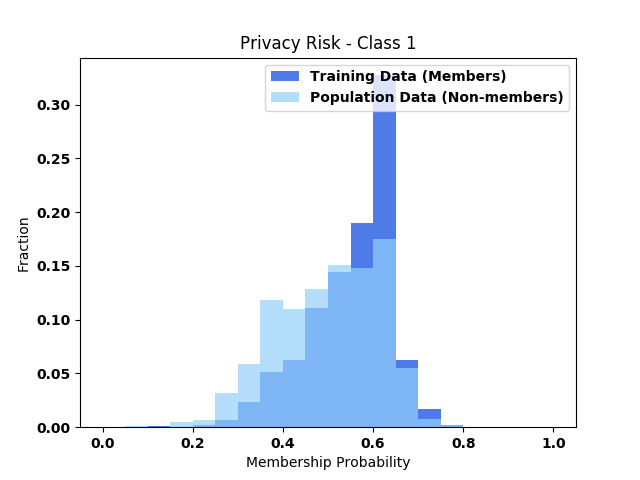 Privacy Risk - Class 1
Training Data (Members)
Population Data (Non-members)
0.30
0.25
0.20
0.15
0.10
0.05
0.00
Fraction
0.0 0.2 0.4 0.6 0.8 1.0
Membership Probability